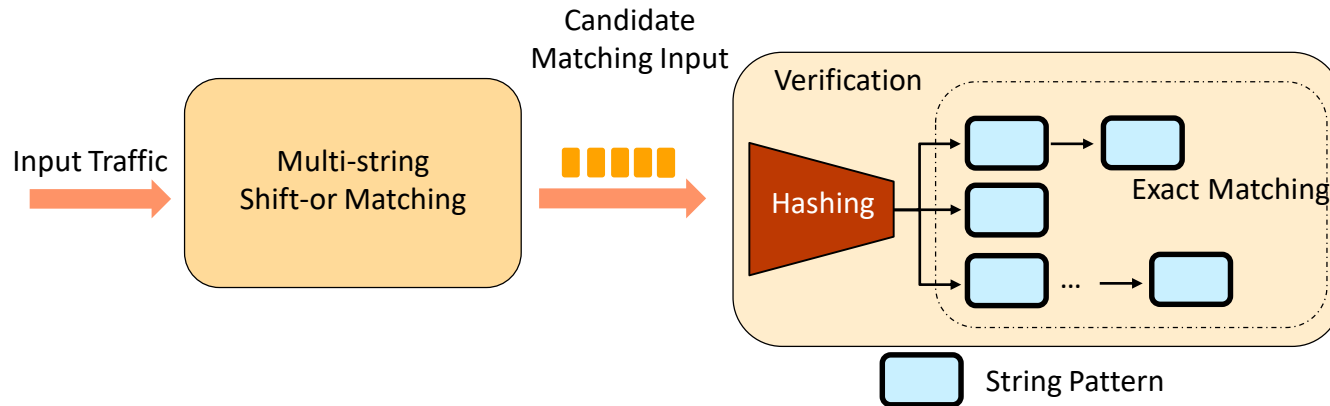 Candidate
Matching Input
Verification
Input Traffic
Multi-string
Shift-or Matching
Hashing
Exact Matching
...
String Pattern